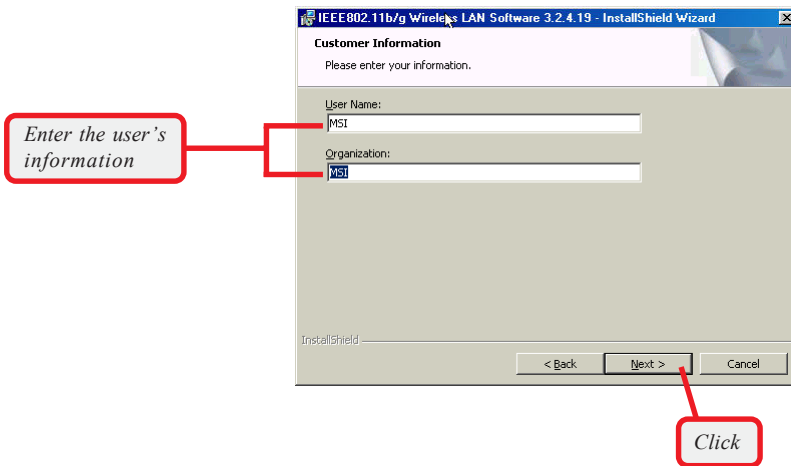 IEEE802.11b/g Wireless LAN Software 3.2.4.19 - InstallShield Wizard
Customer Information
Please enter your information.
User Name:
MSI
Enter the user's
information
Organization:
MSI
InstallShield
< Back
Next >
Cancel
Click